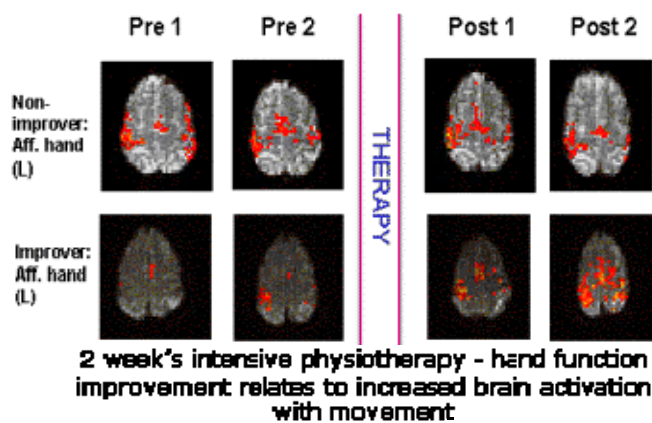 Pre 1
Pre 2
Post 1
Post 2
Non-
improver:
Aff. hand
(L)
THERAPY
Improver:
Aff. hand
(L)
2 week's intensive physiotherapy - hand function
improvement relates to increased brain activation
with movement